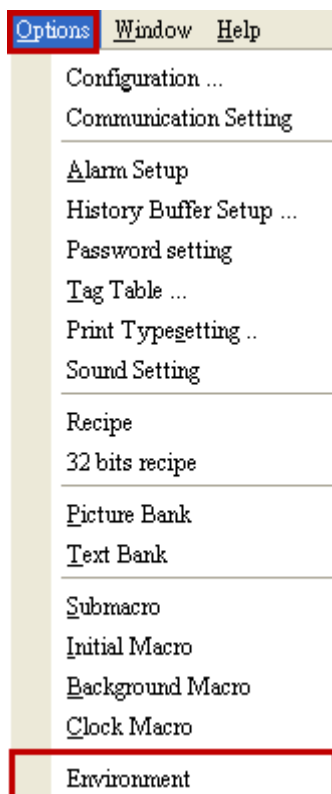 Options Window Help
Configuration ...
Communication Setting
Alarm Setup
History Buffer Setup ...
Password setting
Tag Table ...
Print Typesetting ..
Sound Setting
Recipe
32 bits recipe
Picture Bank
Text Bank
Submacro
Initial Macro
Background Macro
Clock Macro
Environment